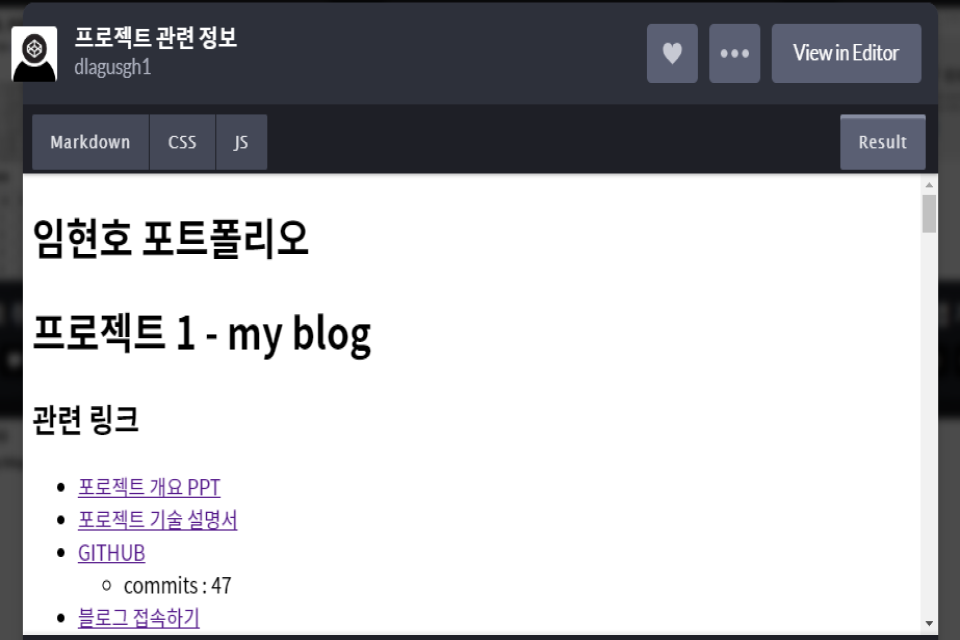 프로젝트 관련 정보
dlagusgh1
View in Editor
Markdown
CSS
JS
Result
임현호 포트폴리오
프로젝트 1 - my blog
관련 링크
포로젝트 개요 PPT
포로젝트 기술 설명서
GITHUB
commits : 47
블로그 접속하기